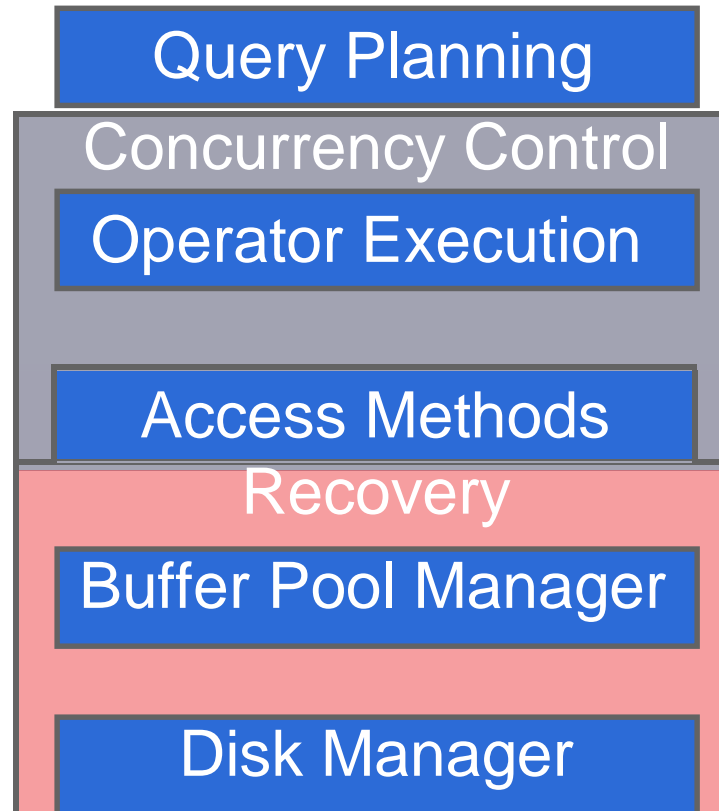 Query Planning
Concurrency Control
Operator Execution
Access Methods
Recovery
Buffer Pool Manager
Disk Manager